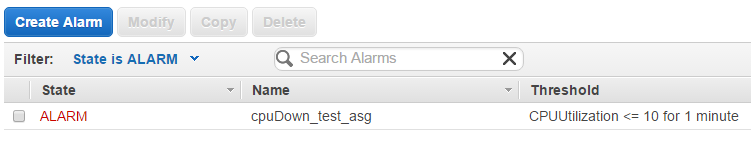 Create Alarm Modify Copy Delete
Filter: State is ALARM Search Alarms
State Name Threshold
ALARM cpuDown_test_asg CPUUtilization <= 10 for 1 minute